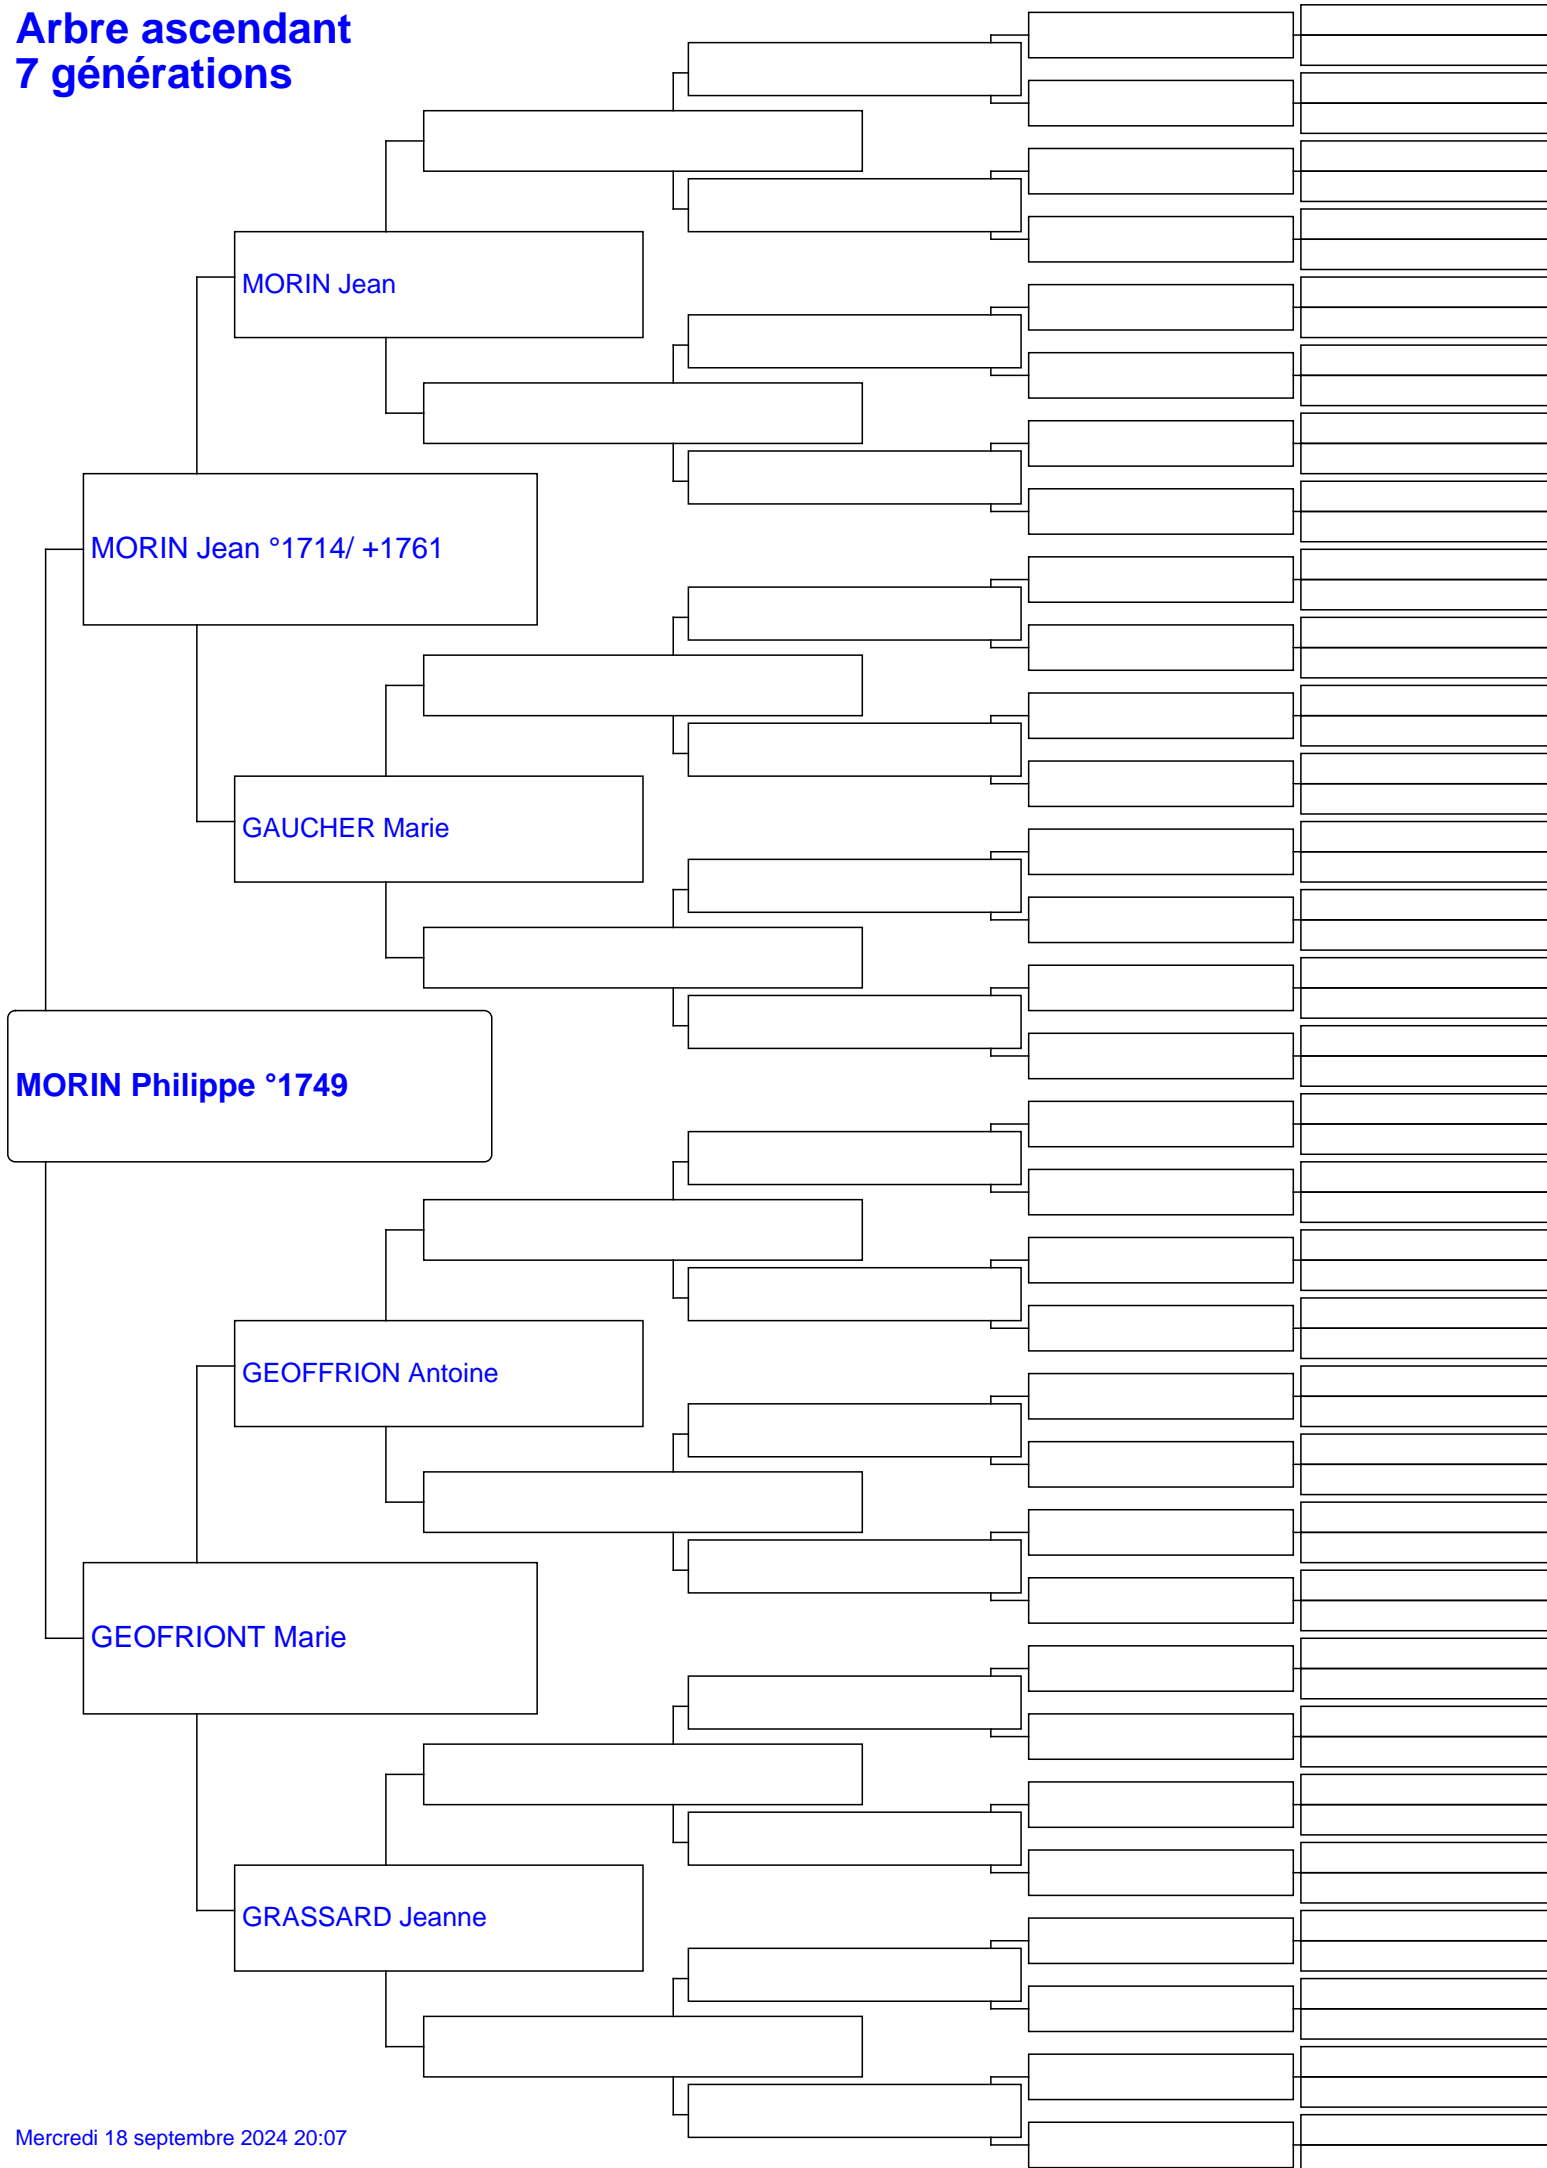 Arbre ascendant
7 générations
MORIN Jean
MORIN Jean °1714/ +1761
GAUCHER Marie
MORIN Philippe °1749
GEOFFRION Antoine
GEOFRIONT Marie
GRASSARD Jeanne
Mercredi 18 septembre 2024 20:07